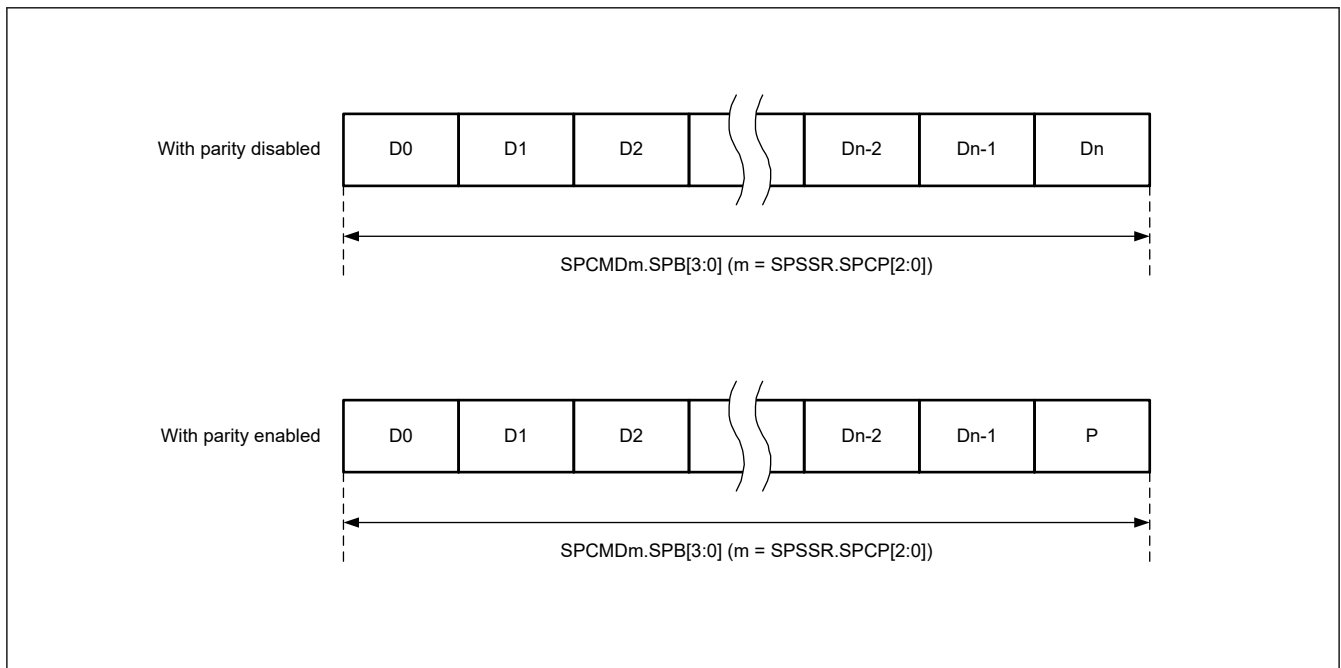 With parity disabled D0 D1 D2 Dn-2 Dn-1 Dn
SPCMDm.SPB[3:0] (m = SPSSR.SPCP[2:0])
With parity enabled D0 D1 D2 Dn-2 Dn-1 P
SPCMDm.SPB[3:0] (m = SPSSR.SPCP[2:0])